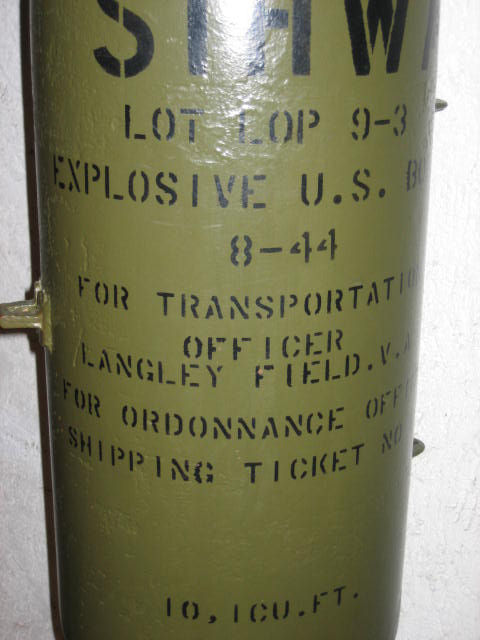 LOT LOP 9-3
EXPLOSIVE U.S.
8-44
FOR TRANSPORTATION
OFFICER
LANGLEY FIELD.V.A
FOR ORDONNANCE
SHIPPING TICKET NO
10,1CU.FT.